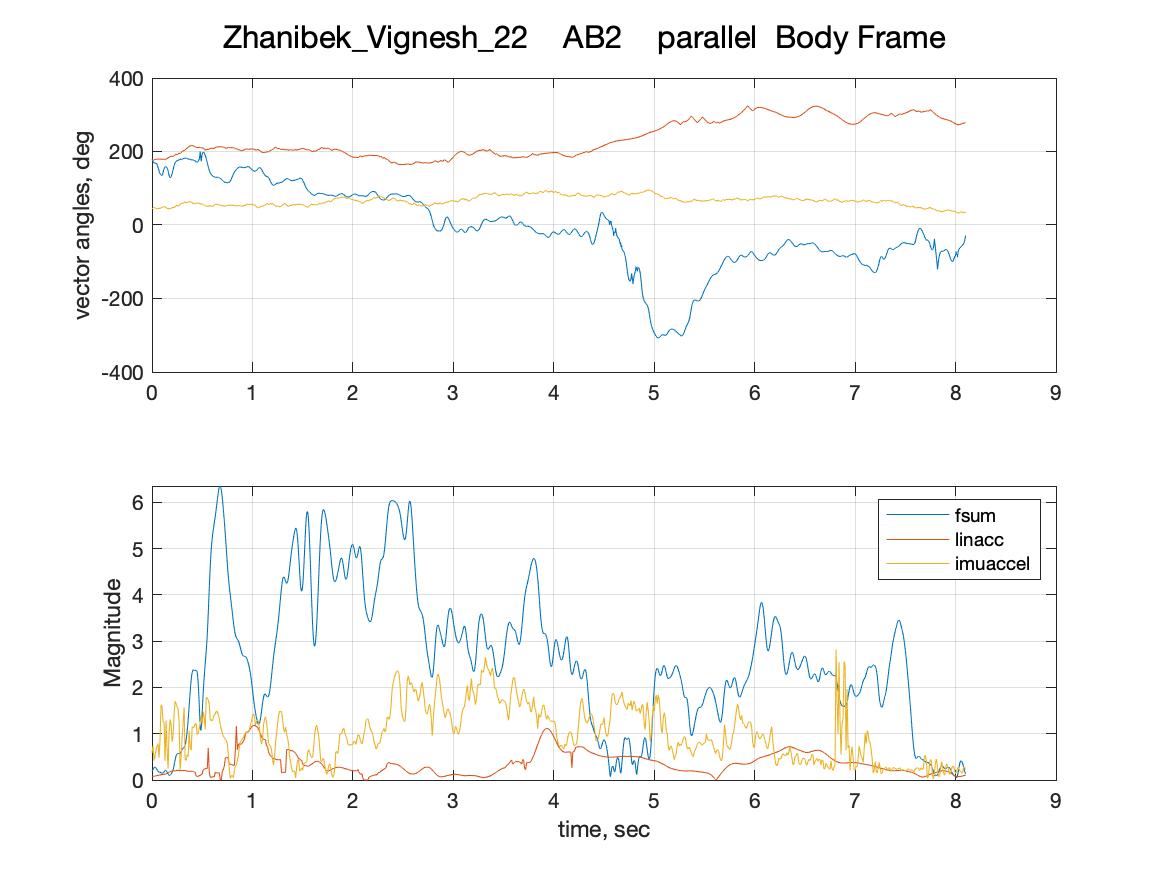 Zhanibek_Vignesh_22 AB2 parallel Body Frame
400
200
0
-200
-400
vector angles, deg
0 1 2 3 4 5 6 7 8 9
6
5
4
3
2
1
0
Magnitude
fsum
linacc
imuaccel
0 1 2 3 4 5 6 7 8 9
time, sec